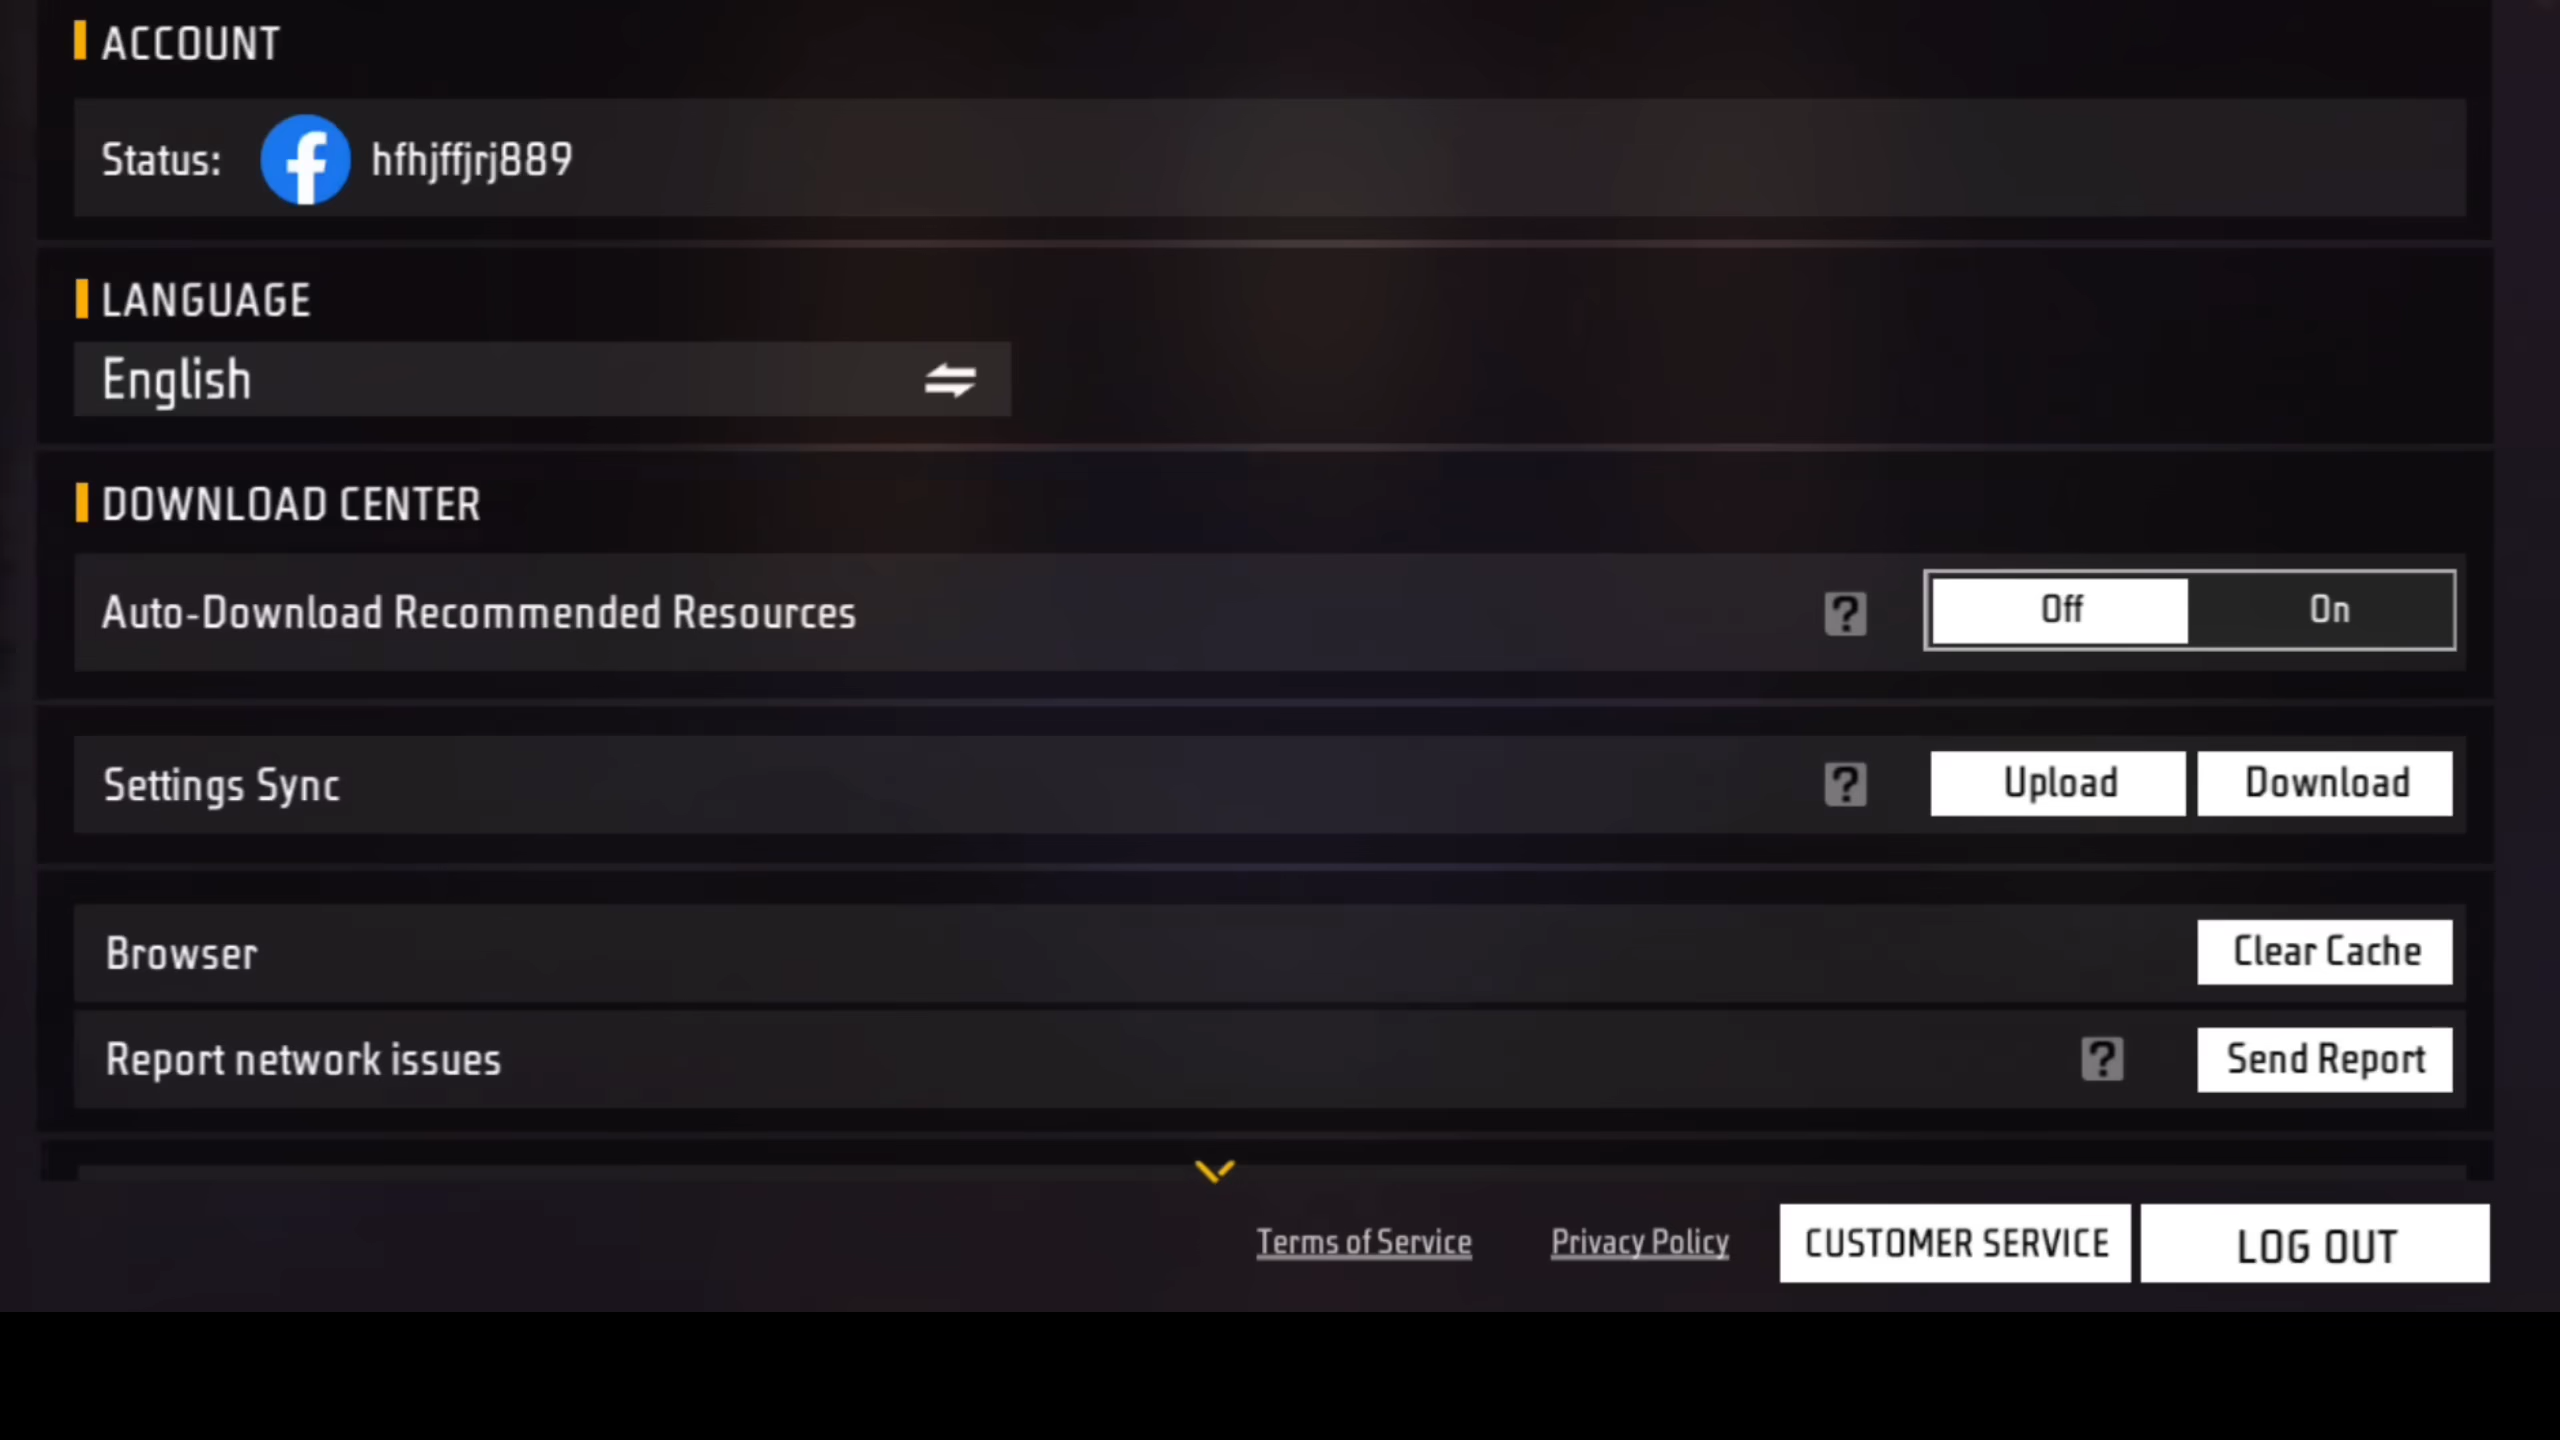 ACCOUNT
Status: hfhjffjrj889
LANGUAGE
English
DOWNLOAD CENTER
Auto-Download Recommended Resources ? Off On
Settings Sync ? Upload Download
Browser Clear Cache
Report network issues ? Send Report
Terms of Service Privacy Policy CUSTOMER SERVICE LOG OUT